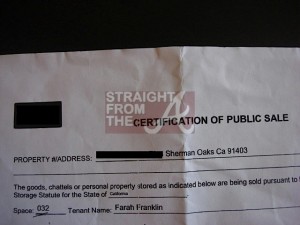 STRAIGHT
FROM
THE
CERTIFICATION OF PUBLIC SALE
PROPERTY #/ADDRESS: Sherman Oaks Ca 91403
The goods, chattels or personal property stored as indicated below are being sold pursuant to
Storage Statute for the State of California
Space: 032 Tenant Name: Farah Franklin